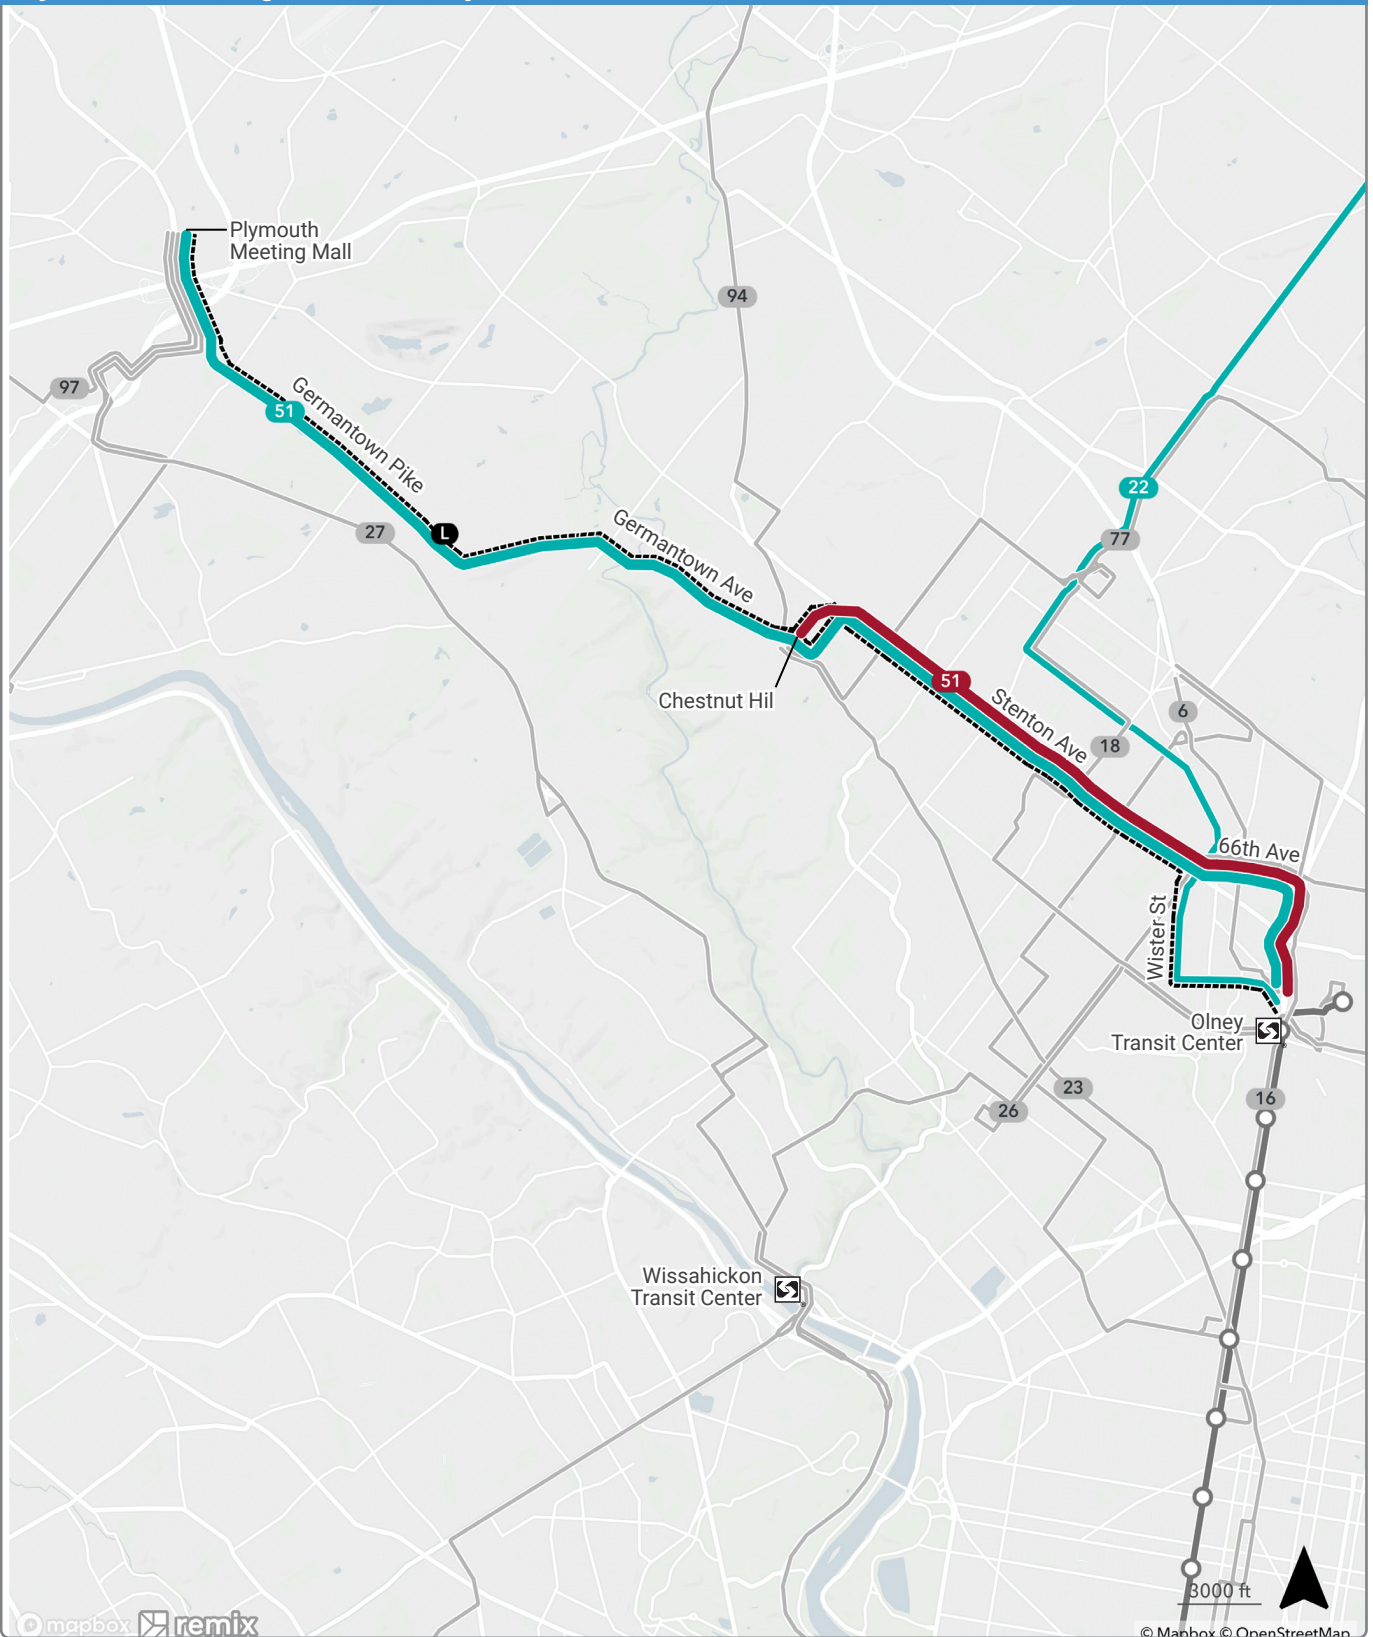 Plymouth
Meeting Mall
94
97
51
Germantown Pike
22
L
27
Germantown Ave
77
51
Chestnut Hil
Stenton Ave
6
18
66th Ave
Wister St
Olney
Transit Center
23
26
16
Wissahickon
Transit Center
3000 ft
mapbox remix
© Mapbox © OpenStreetMap